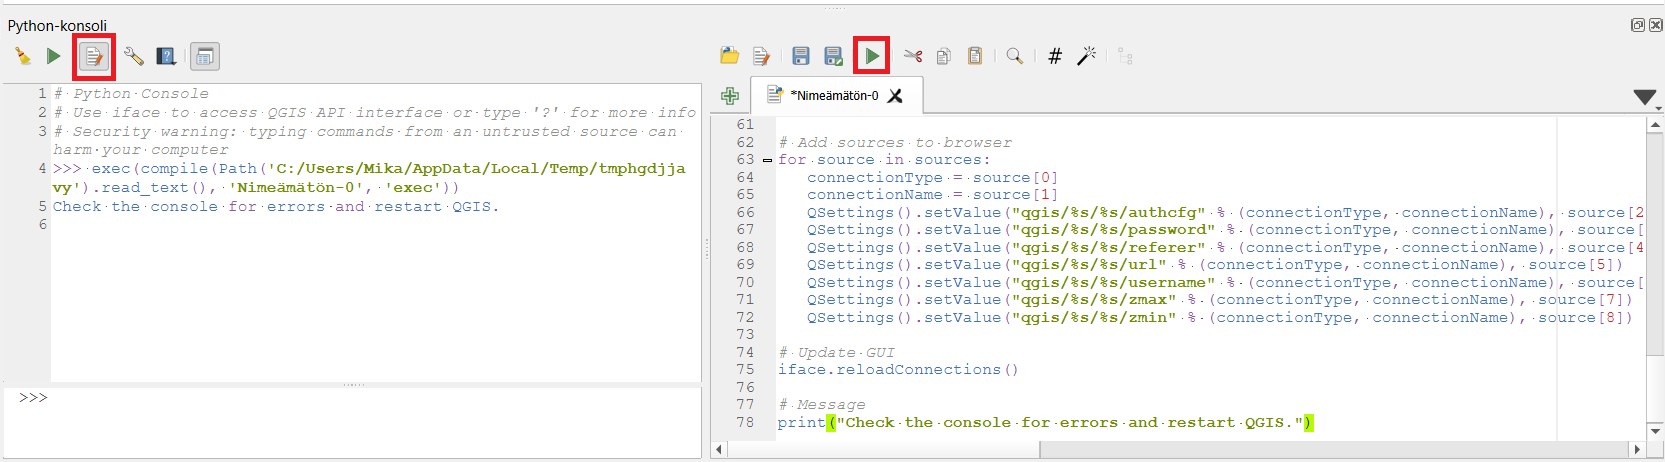 Python-konsoli
1 # Python Console
2 # Use iface to access QGIS API interface or type '?' for more info
3 # Security warning: typing commands from an untrusted source can
harm your computer
4 >>> exec(compile(Path('C:/Users/Mika/AppData/Local/Temp/tmphgdjja
vy').read_text(), 'Nimeämätön-0', 'exec'))
5 Check the console for errors and restart QGIS.
6
>>>
*Nimeämätön-0
61
62 # Add sources to browser
63 for source in sources:
64 connectionType = source[0]
65 connectionName = source[1]
66 QSettings().setValue("qgis/%s/%s/authcfg" % (connectionType, connectionName), source[2
67 QSettings().setValue("qgis/%s/%s/password" % (connectionType, connectionName), source[
68 QSettings().setValue("qgis/%s/%s/referer" % (connectionType, connectionName), source[4
69 QSettings().setValue("qgis/%s/%s/url" % (connectionType, connectionName), source[5])
70 QSettings().setValue("qgis/%s/%s/username" % (connectionType, connectionName), source[
71 QSettings().setValue("qgis/%s/%s/zmax" % (connectionType, connectionName), source[7])
72 QSettings().setValue("qgis/%s/%s/zmin" % (connectionType, connectionName), source[8])
73
74 # Update GUI
75 iface.reloadConnections()
76
77 # Message
78 print("Check the console for errors and restart QGIS.")